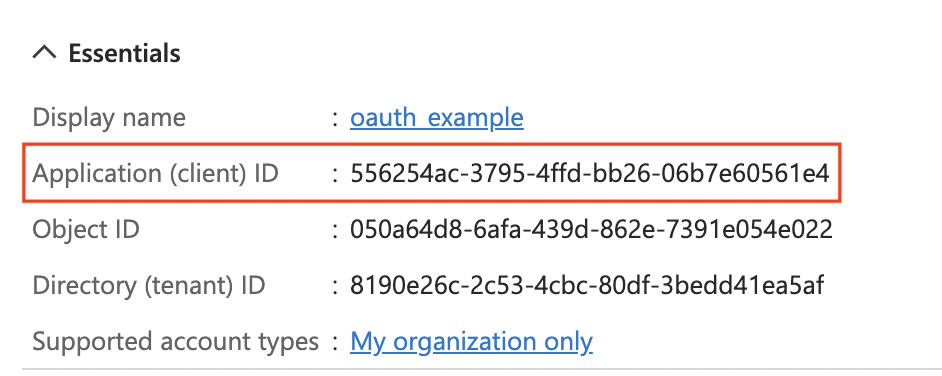 Essentials
Display name : oauth_example
Application (client) ID : 556254ac-3795-4ffd-bb26-06b7e60561e4
Object ID : 050a64d8-6afa-439d-862e-7391e054e022
Directory (tenant) ID : 8190e26c-2c53-4cbc-80df-3bedd41ea5af
Supported account types : My organization only